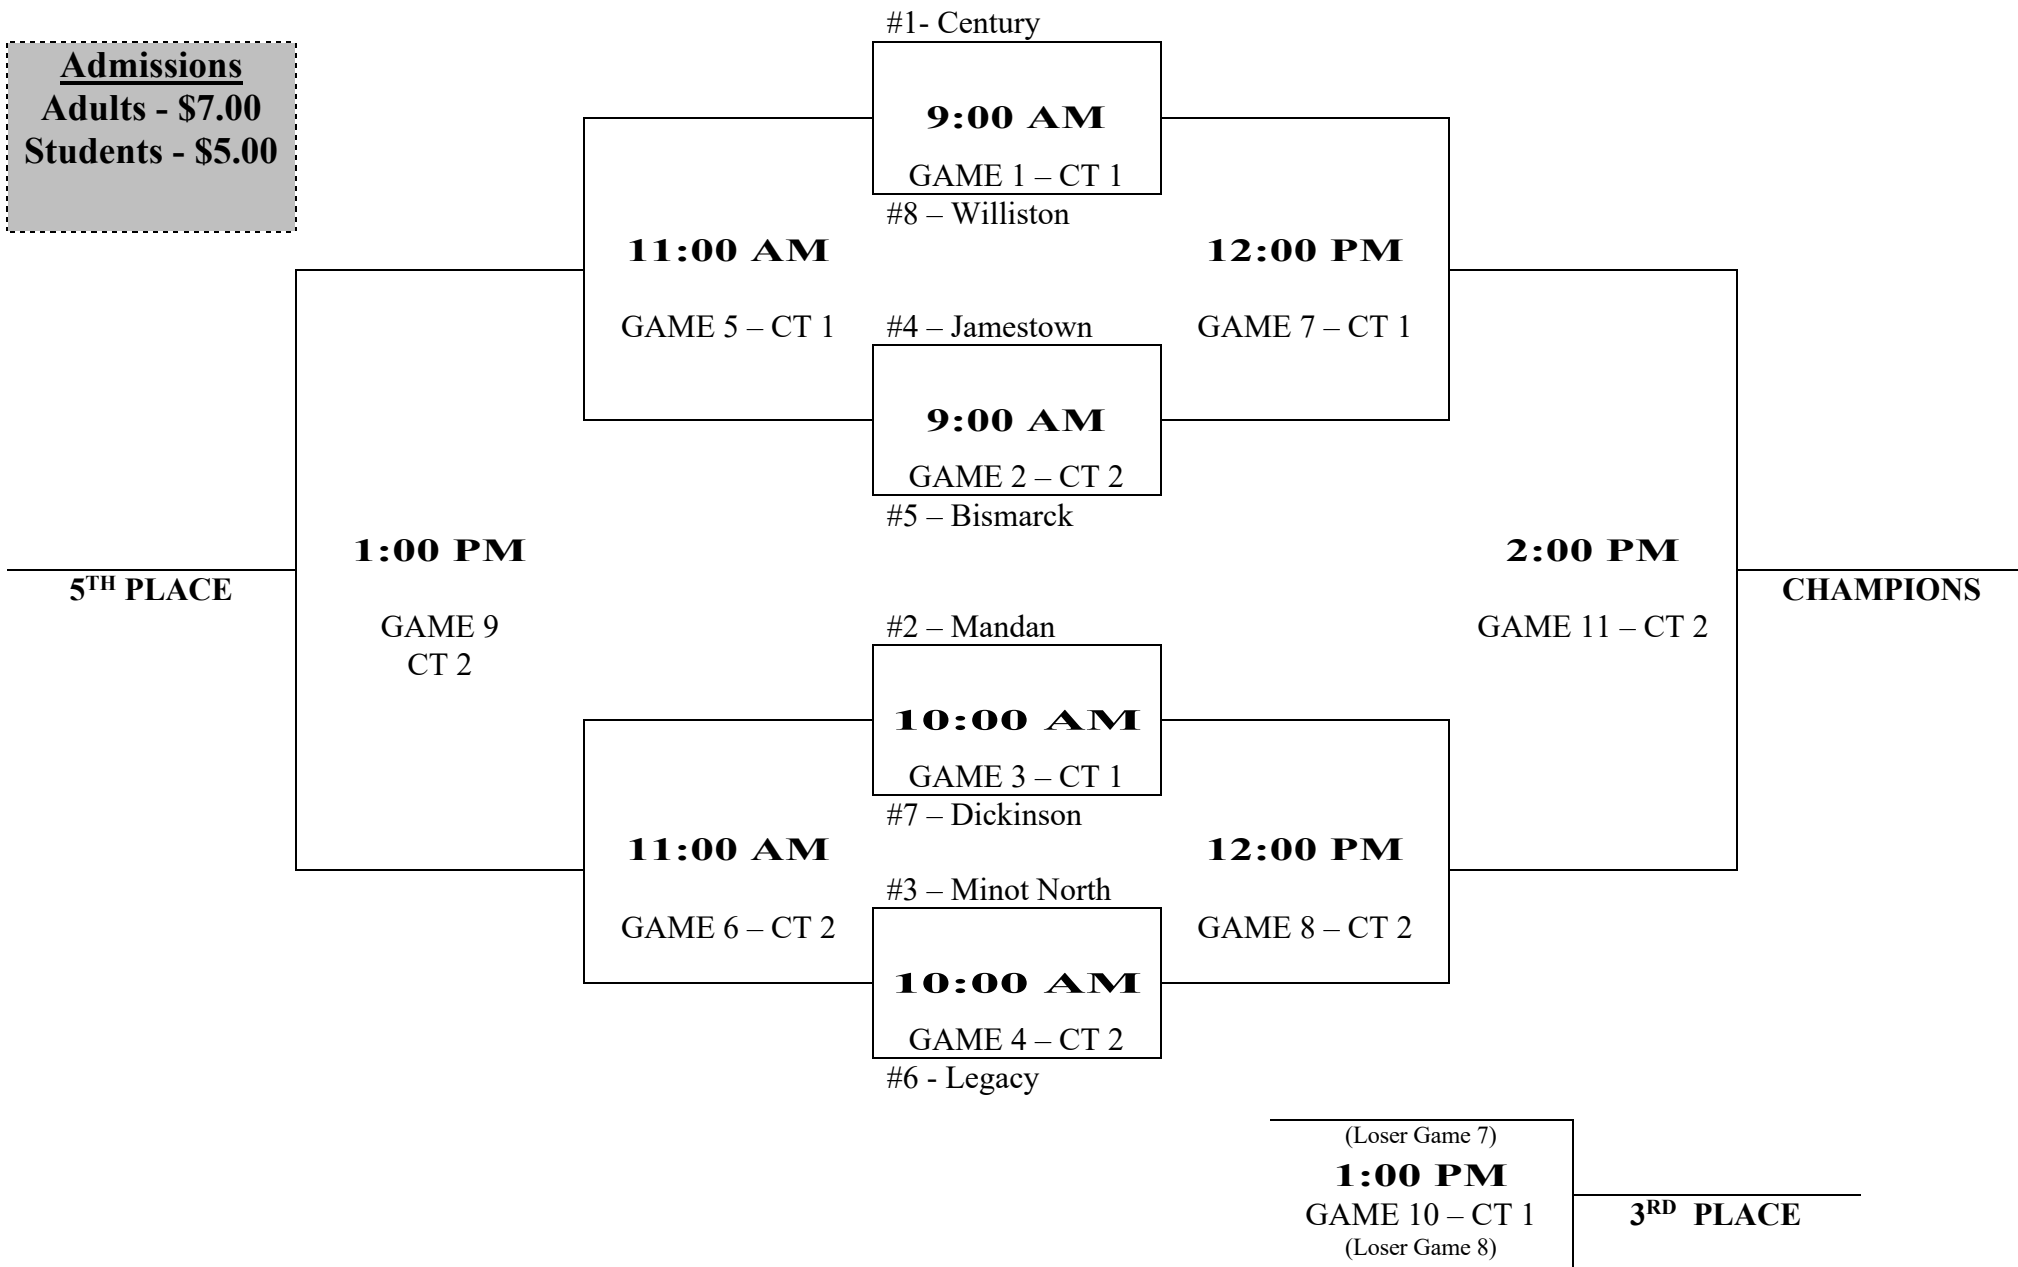 #1- Century
Admissions
Adults - $7.00
Students - $5.00
9:00 AM
GAME 1 – CT 1
#8 – Williston
11:00 AM
12:00 PM
GAME 5 – CT 1
#4 – Jamestown
GAME 7 – CT 1
9:00 AM
GAME 2 – CT 2
#5 – Bismarck
1:00 PM
2:00 PM
5TH PLACE
CHAMPIONS
GAME 9
CT 2
#2 – Mandan
GAME 11 – CT 2
10:00 AM
GAME 3 – CT 1
#7 – Dickinson
11:00 AM
12:00 PM
#3 – Minot North
GAME 6 – CT 2
GAME 8 – CT 2
10:00 AM
GAME 4 – CT 2
#6 - Legacy
(Loser Game 7)
1:00 PM
GAME 10 – CT 1
3RD PLACE
(Loser Game 8)